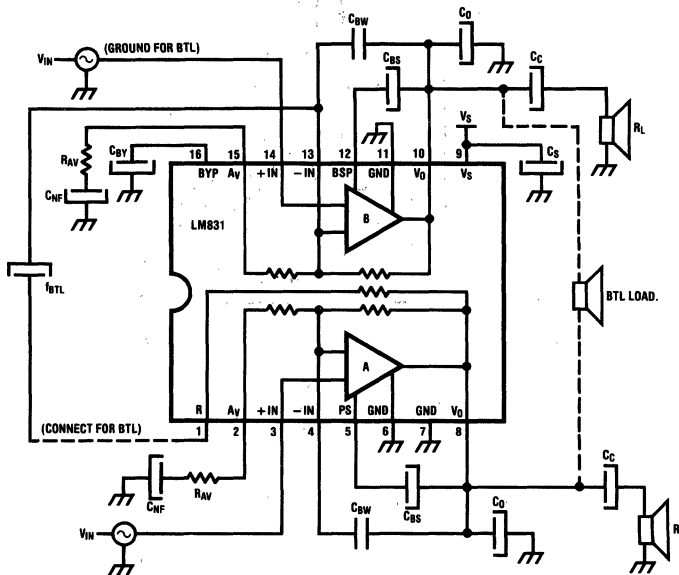 (GROUND FOR BTL)
VIN
CBW
CO
CBS
CC
VS
RL
RAV
CBY
CNF
CS
16 15 14 13 12 11 10 9
BYP AV +IN -IN BSP GND VO VS
LM831
B
fBTL
BTL LOAD.
A
R AV +IN -IN PS GND GND VO
1 2 3 4 5 6 7 8
(CONNECT FOR BTL)
CNF
RAV
VIN
CBW
CBS
CO
CC
R